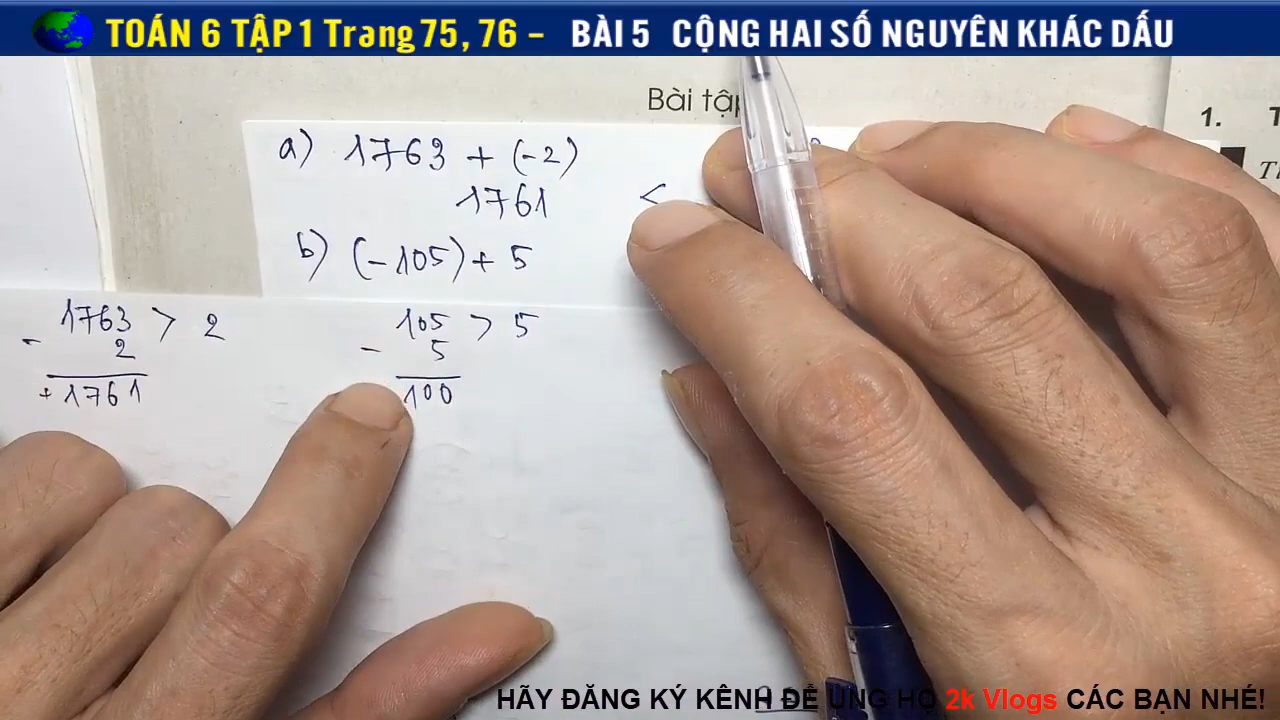 TOÁN 6 TẬP 1 Trang 75, 76 – BÀI 5 CỘNG HAI SỐ NGUYÊN KHÁC DẤU
Bài tập
1.
a) 1763 + (-2)
1761 <
b) (-105) + 5
1763 > 2
- 2
+1761
105 > 5
- 5
100
HÃY ĐĂNG KÝ KÊNH ĐỂ ỦNG HỘ 2k Vlogs CÁC BẠN NHÉ!